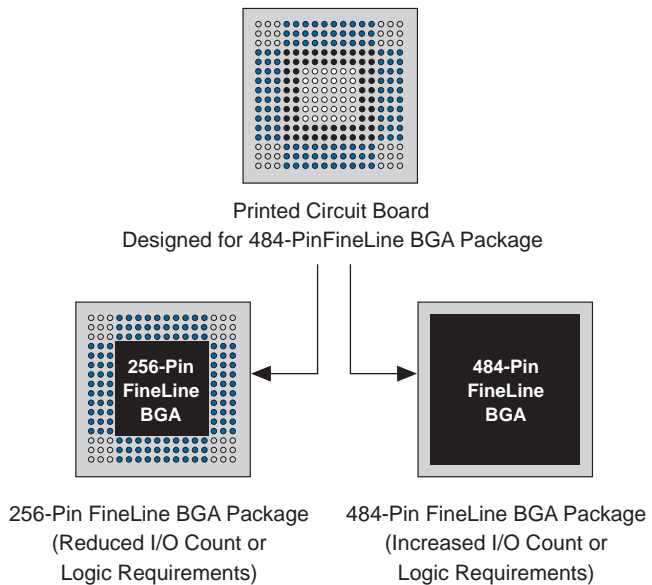 Printed Circuit Board
Designed for 484-PinFineLine BGA Package
256-Pin
FineLine
BGA
484-Pin
FineLine
BGA
256-Pin FineLine BGA Package
(Reduced I/O Count or
Logic Requirements)
484-Pin FineLine BGA Package
(Increased I/O Count or
Logic Requirements)